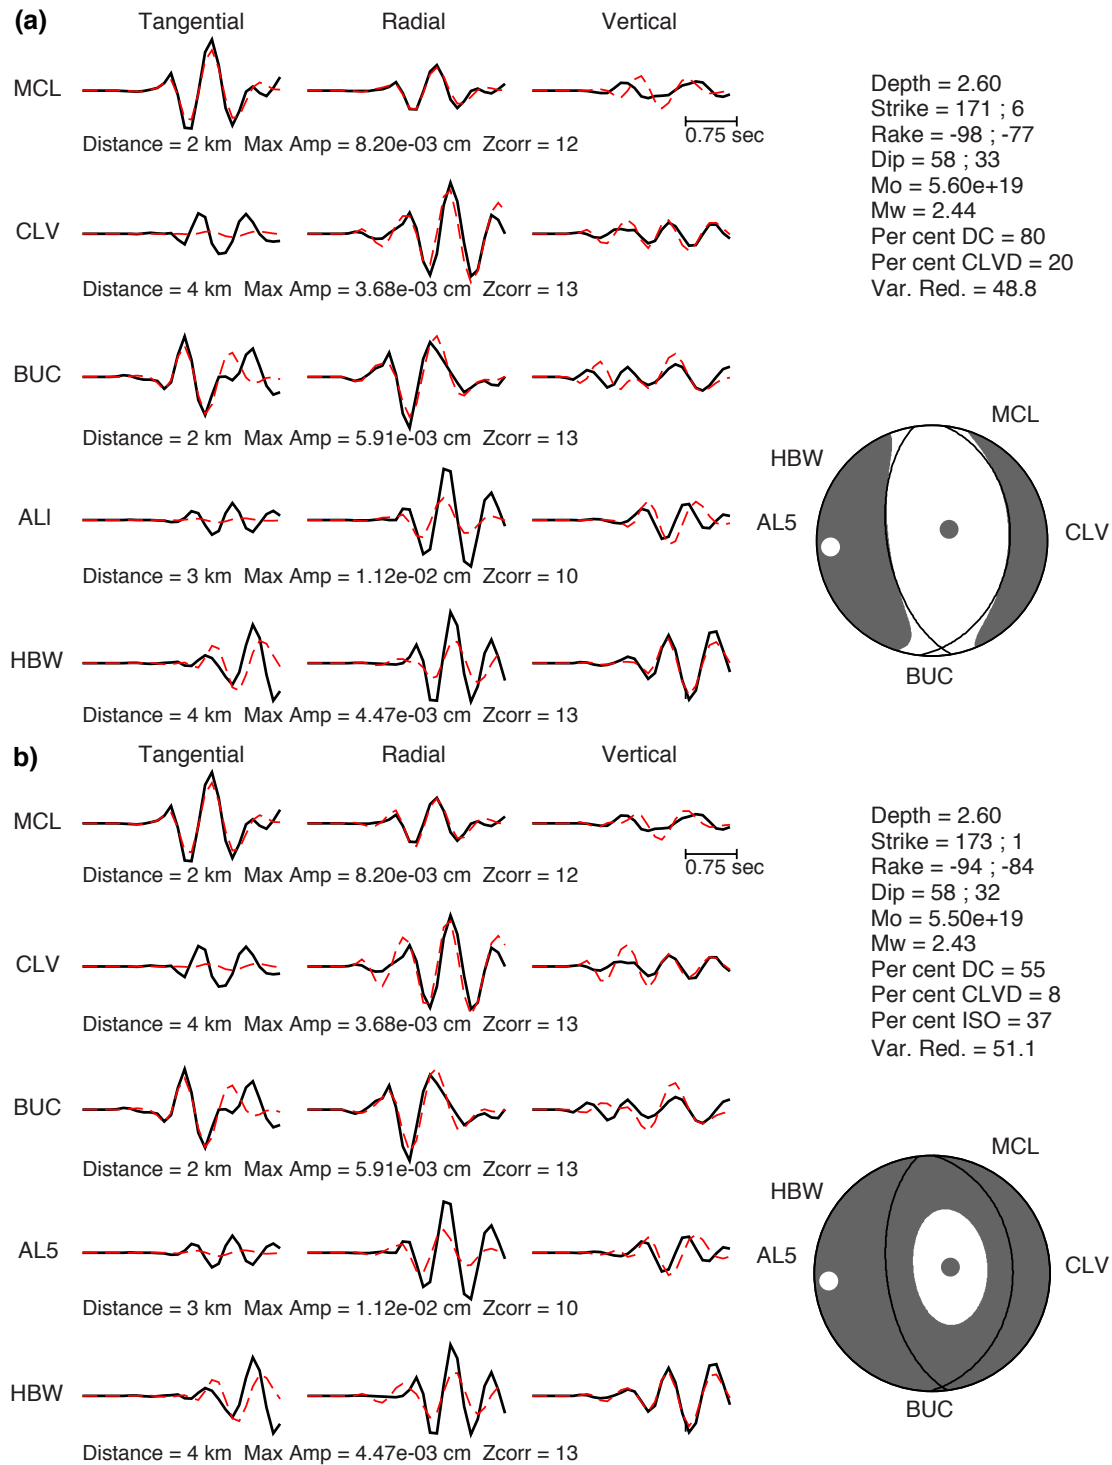 (a)
Tangential Radial Vertical
MCL
0.75 sec
Distance = 2 km Max Amp = 8.20e-03 cm Zcorr = 12
CLV
Distance = 4 km Max Amp = 3.68e-03 cm Zcorr = 13
BUC
Distance = 2 km Max Amp = 5.91e-03 cm Zcorr = 13
ALI
Distance = 3 km Max Amp = 1.12e-02 cm Zcorr = 10
HBW
Distance = 4 km Max Amp = 4.47e-03 cm Zcorr = 13
Depth = 2.60
Strike = 171 ; 6
Rake = -98 ; -77
Dip = 58 ; 33
Mo = 5.60e+19
Mw = 2.44
Per cent DC = 80
Per cent CLVD = 20
Var. Red. = 48.8
MCL
HBW
AL5
CLV
BUC
b)
Tangential Radial Vertical
MCL
0.75 sec
Distance = 2 km Max Amp = 8.20e-03 cm Zcorr = 12
CLV
Distance = 4 km Max Amp = 3.68e-03 cm Zcorr = 13
BUC
Distance = 2 km Max Amp = 5.91e-03 cm Zcorr = 13
AL5
Distance = 3 km Max Amp = 1.12e-02 cm Zcorr = 10
HBW
Distance = 4 km Max Amp = 4.47e-03 cm Zcorr = 13
Depth = 2.60
Strike = 173 ; 1
Rake = -94 ; -84
Dip = 58 ; 32
Mo = 5.50e+19
Mw = 2.43
Per cent DC = 55
Per cent CLVD = 8
Per cent ISO = 37
Var. Red. = 51.1
MCL
HBW
AL5
CLV
BUC